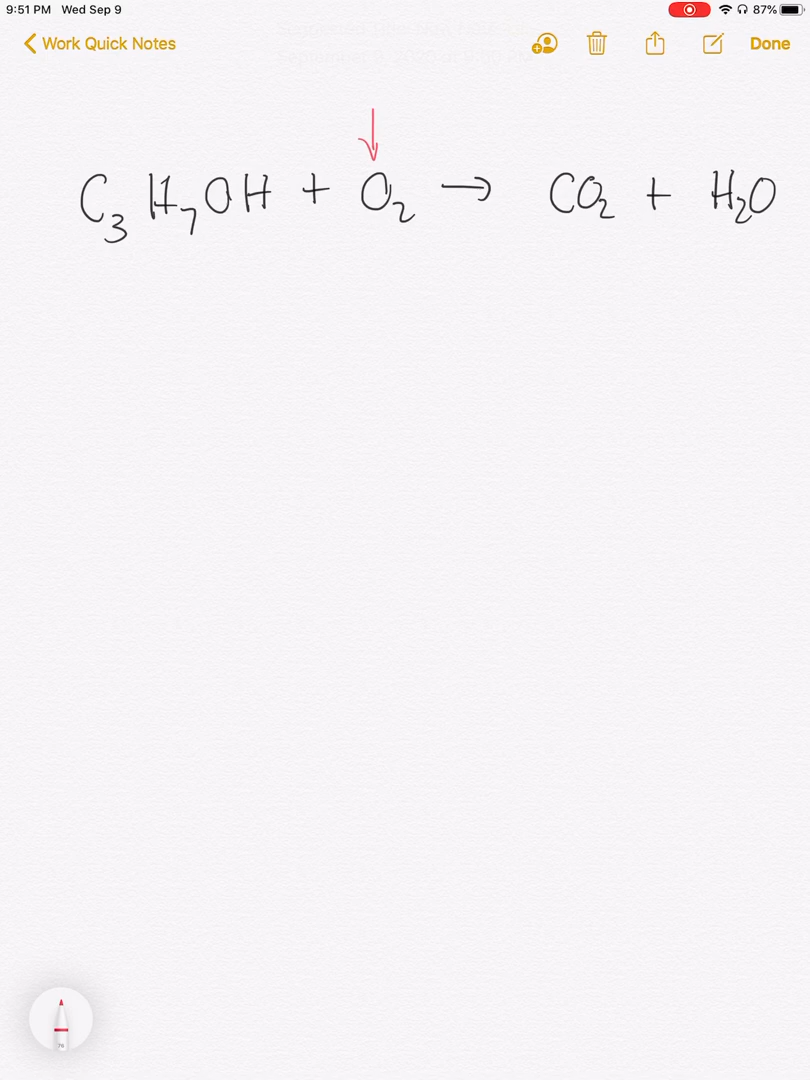 9:51 PM Wed Sep 9 87%
Work Quick Notes Done
C₃H₇OH + O₂ → CO₂ + H₂O